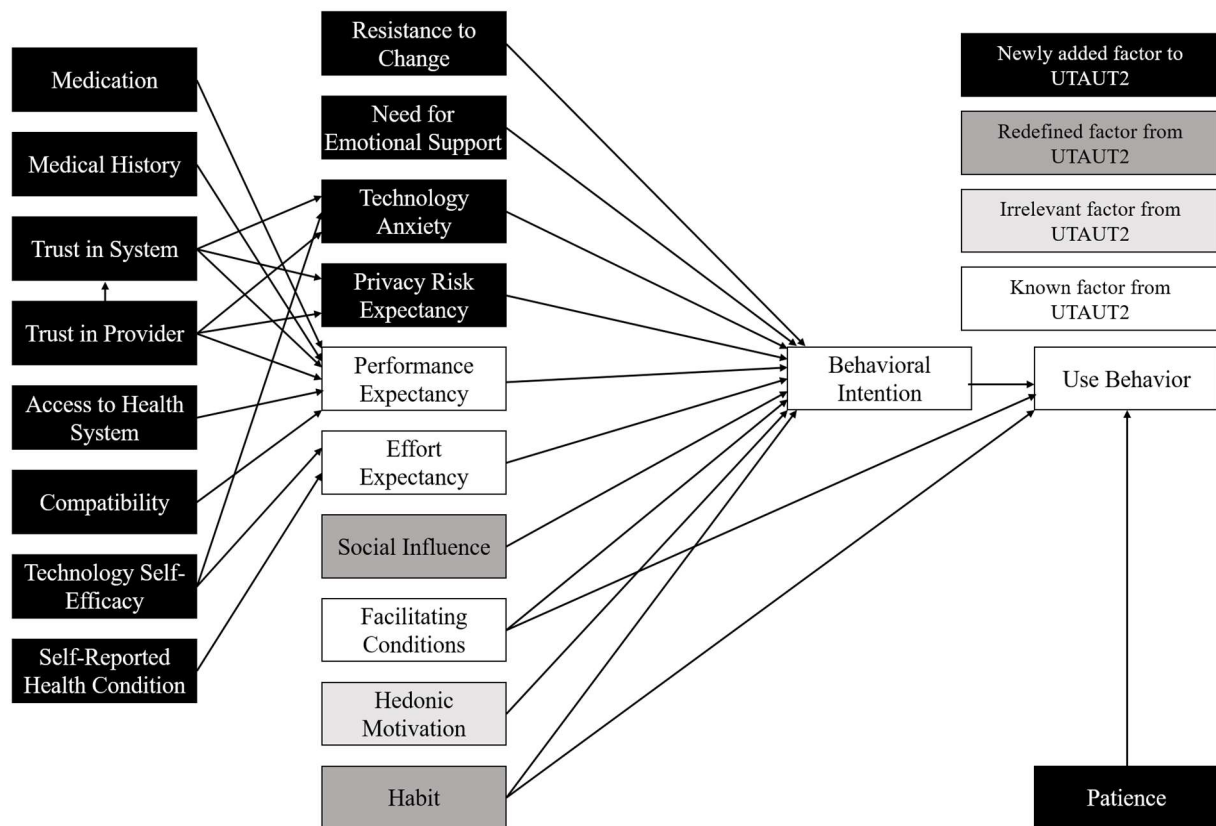 Medication
Medical History
Trust in System
Trust in Provider
Access to Health
System
Compatibility
Technology Self-
Efficacy
Self-Reported
Health Condition
Resistance to
Change
Need for
Emotional Support
Technology
Anxiety
Privacy Risk
Expectancy
Performance
Expectancy
Effort
Expectancy
Social Influence
Facilitating
Conditions
Hedonic
Motivation
Habit
Behavioral
Intention
Newly added factor to
UTAUT2
Redefined factor from
UTAUT2
Irrelevant factor from
UTAUT2
Known factor from
UTAUT2
Use Behavior
Patience